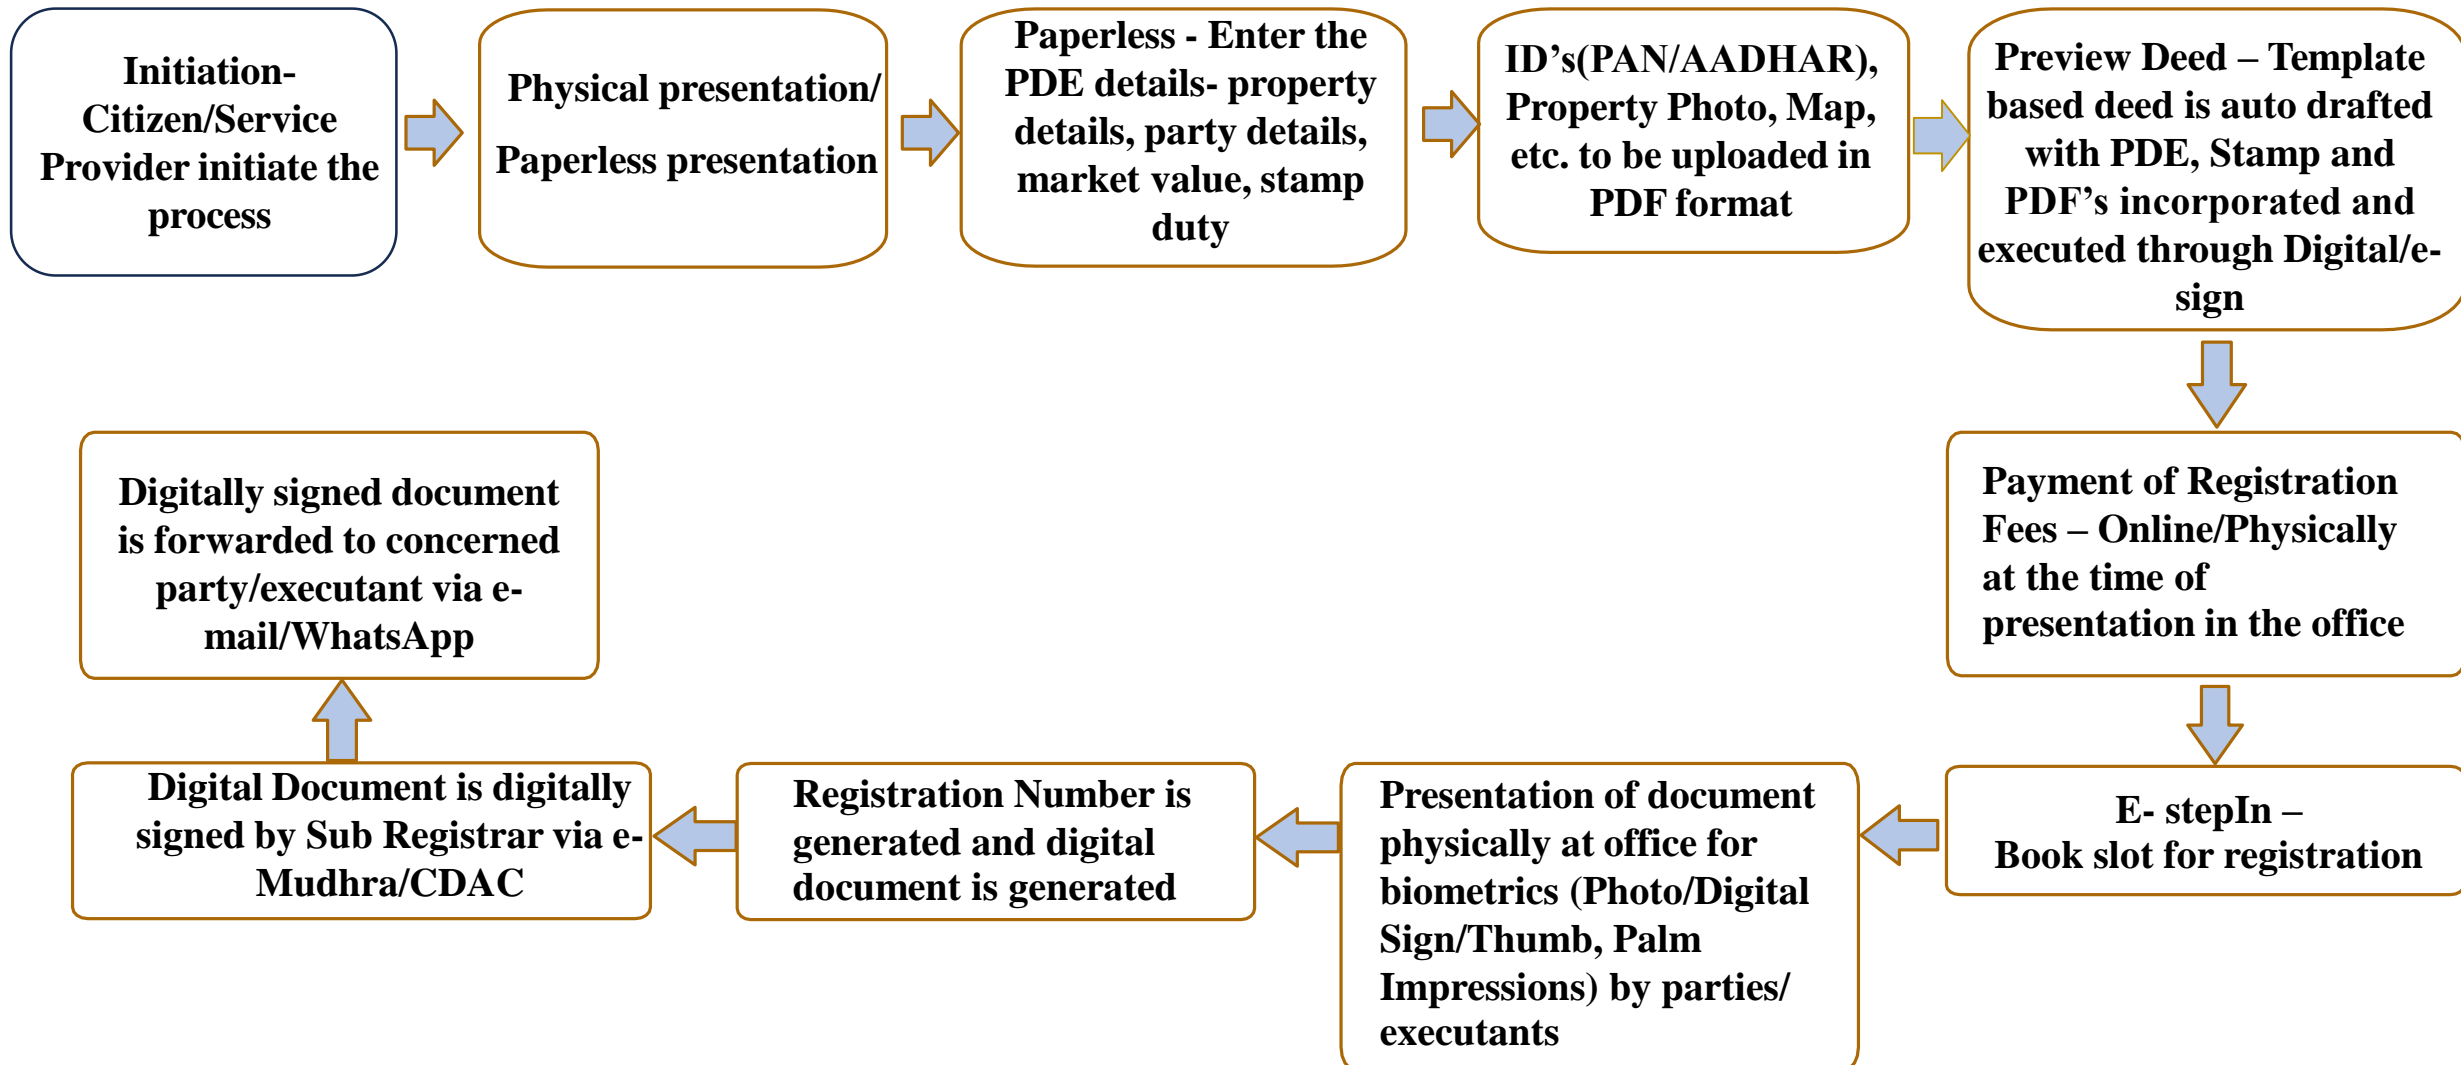 Initiation-
Citizen/Service
Provider initiate the
process
Physical presentation/
Paperless presentation
Paperless - Enter the
PDE details- property
details, party details,
market value, stamp
duty
ID’s(PAN/AADHAR),
Property Photo, Map,
etc. to be uploaded in
PDF format
Preview Deed – Template
based deed is auto drafted
with PDE, Stamp and
PDF’s incorporated and
executed through Digital/e-
sign
Payment of Registration
Fees – Online/Physically
at the time of
presentation in the office
E- stepIn –
Book slot for registration
Presentation of document
physically at office for
biometrics (Photo/Digital
Sign/Thumb, Palm
Impressions) by parties/
executants
Registration Number is
generated and digital
document is generated
Digital Document is digitally
signed by Sub Registrar via e-
Mudhra/CDAC
Digitally signed document
is forwarded to concerned
party/executant via e-
mail/WhatsApp